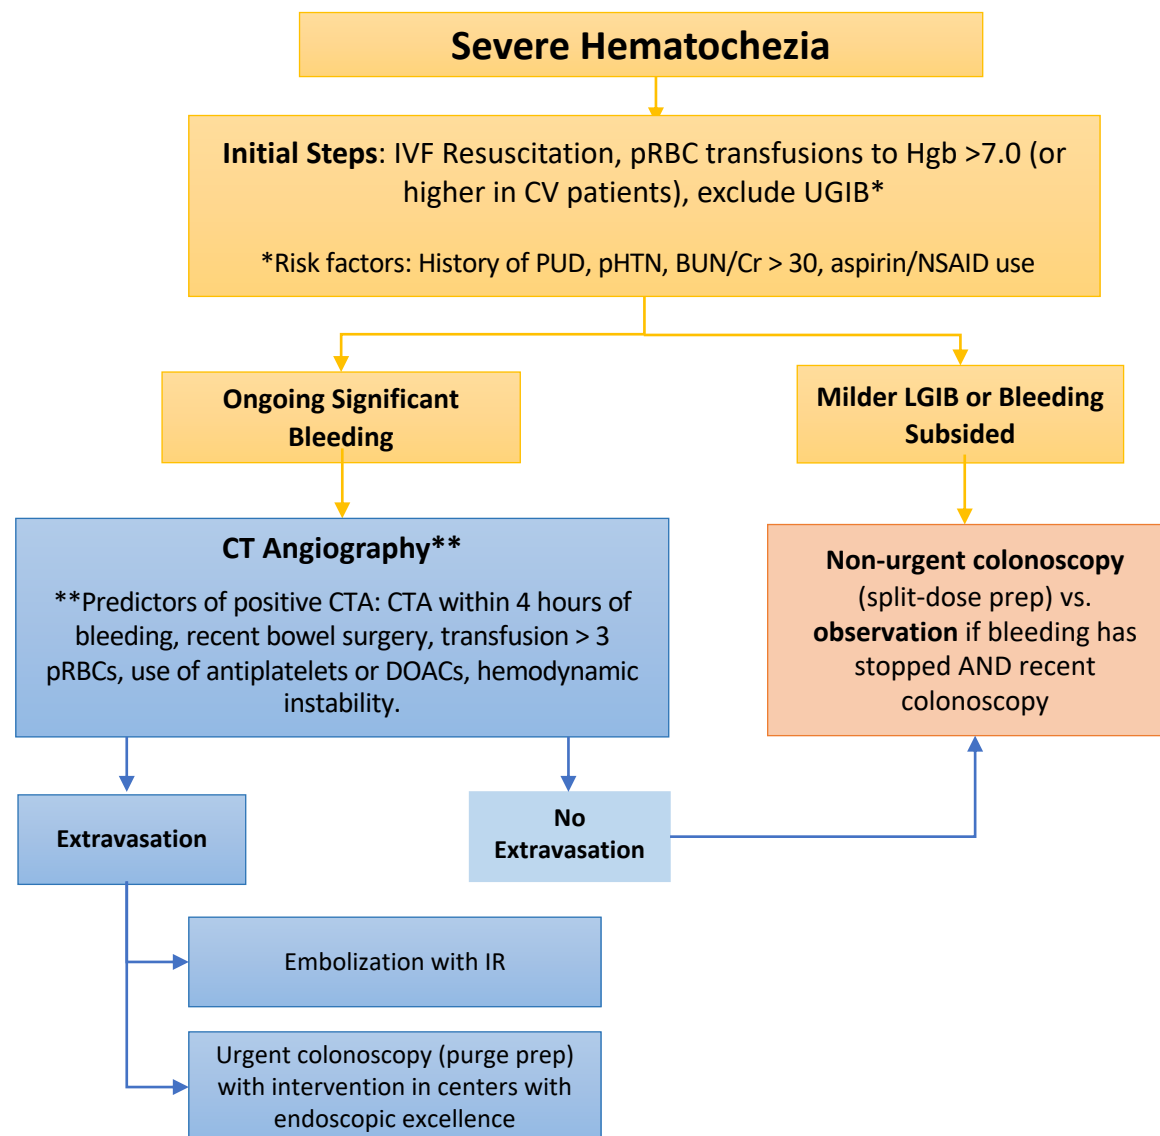 Severe Hematochezia
Initial Steps: IVF Resuscitation, pRBC transfusions to Hgb >7.0 (or
higher in CV patients), exclude UGIB*
*Risk factors: History of PUD, pHTN, BUN/Cr > 30, aspirin/NSAID use
Ongoing Significant
Bleeding
Milder LGIB or Bleeding
Subsided
CT Angiography**
**Predictors of positive CTA: CTA within 4 hours of
bleeding, recent bowel surgery, transfusion > 3
pRBCs, use of antiplatelets or DOACs, hemodynamic
instability.
Non-urgent colonoscopy
(split-dose prep) vs.
observation if bleeding has
stopped AND recent
colonoscopy
Extravasation
No
Extravasation
Embolization with IR
Urgent colonoscopy (purge prep)
with intervention in centers with
endoscopic excellence